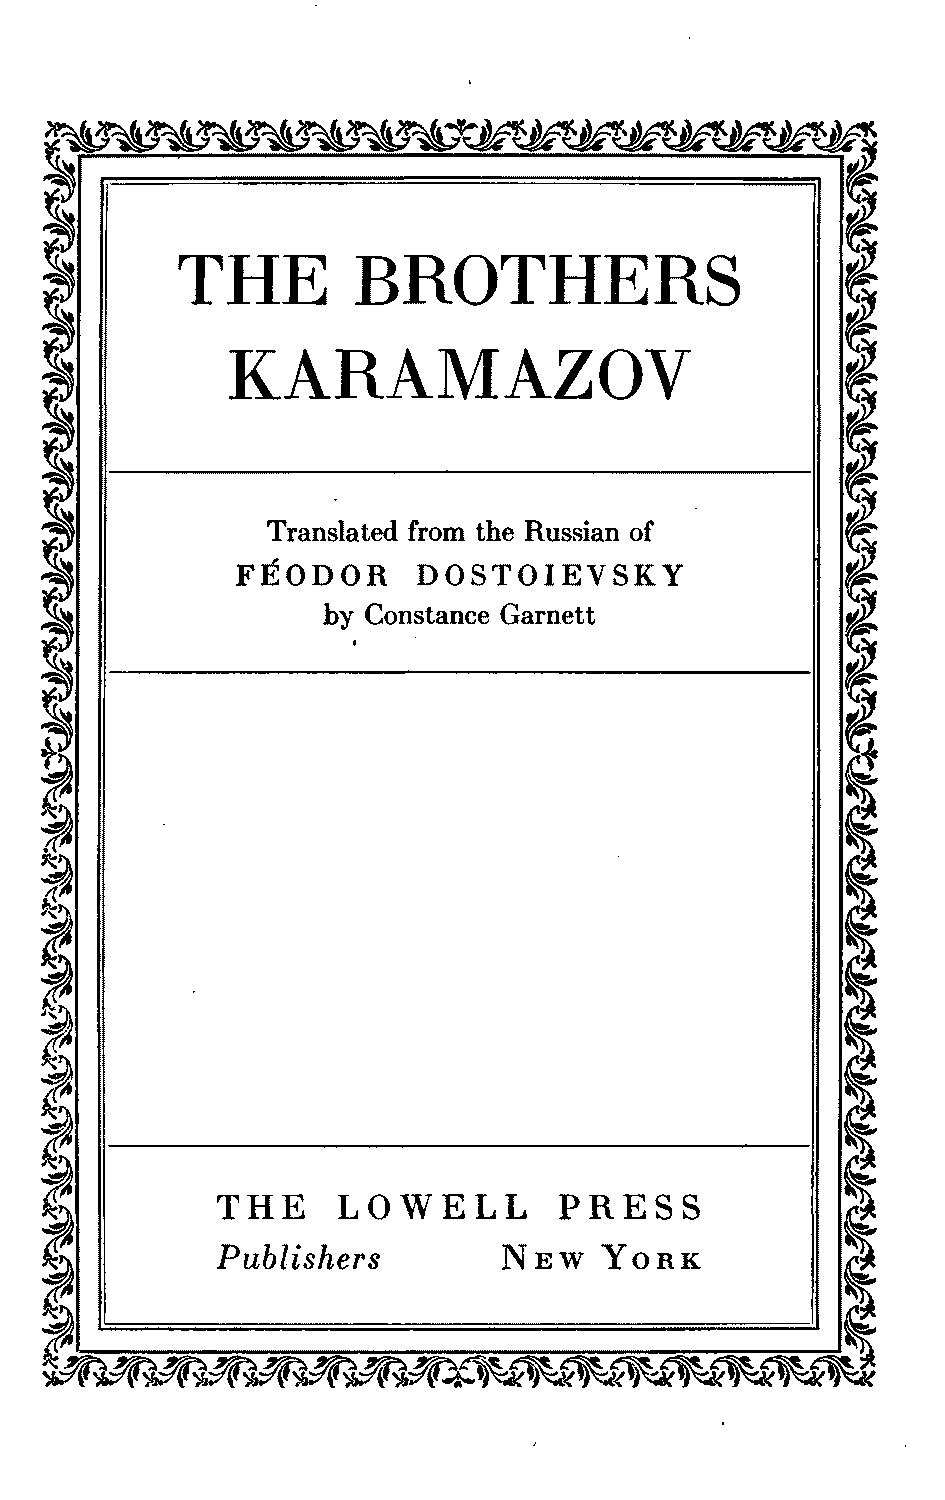 THE BROTHERS
KARAMAZOV
Translated from the Russian of
FÉODOR DOSTOIEVSKY
by Constance Garnett
THE LOWELL PRESS
Publishers NEW YORK